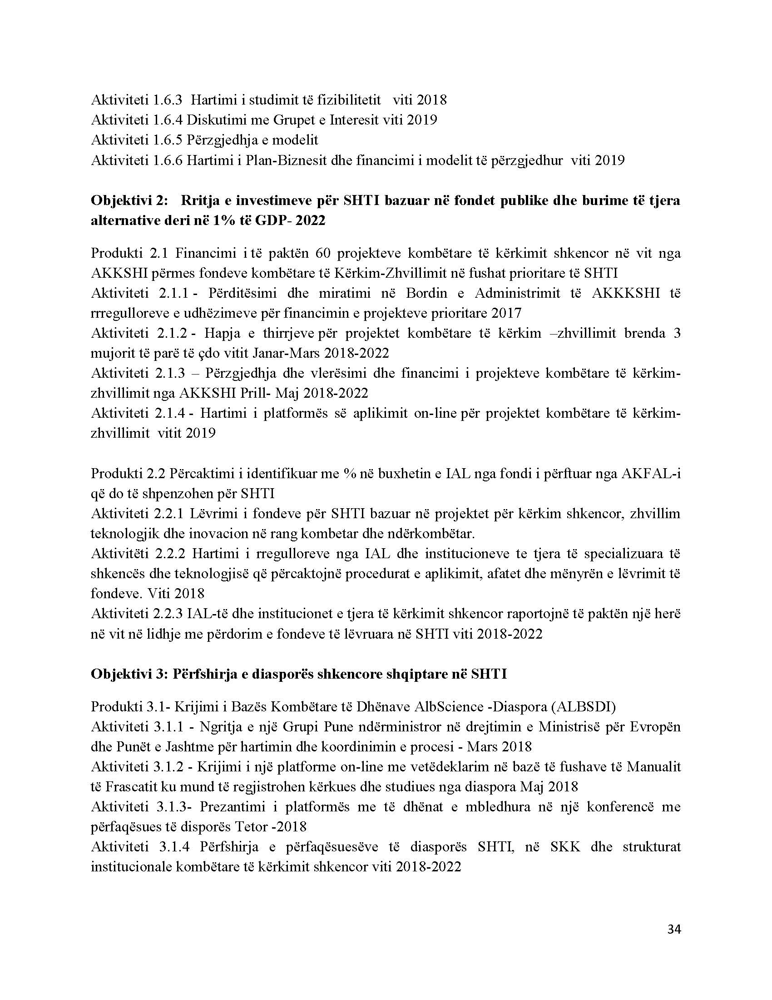 Aktiviteti 1.6.3  Hartimi i studimit të fizibilitetit   viti 2018
Aktiviteti 1.6.4 Diskutimi me Grupet e Interesit viti 2019
Aktiviteti 1.6.5 Përzgjedhja e modelit
Aktiviteti 1.6.6 Hartimi i Plan-Biznesit dhe financimi i modelit të përzgjedhur  viti 2019
Objektivi 2:   Rritja e investimeve për SHTI bazuar në fondet publike dhe burime të tjera
alternative deri në 1% të GDP- 2022
Produkti 2.1 Financimi i të paktën 60 projekteve kombëtare të kërkimit shkencor në vit nga
AKKSHI përmes fondeve kombëtare të Kërkim-Zhvillimit në fushat prioritare të SHTI
Aktiviteti 2.1.1 - Përditësimi dhe miratimi në Bordin e Administrimit të AKKKSHI të
rrregulloreve e udhëzimeve për financimin e projekteve prioritare 2017
Aktiviteti 2.1.2 - Hapja e thirrjeve për projektet kombëtare të kërkim –zhvillimit brenda 3
mujorit të parë të çdo vitit Janar-Mars 2018-2022
Aktiviteti 2.1.3 – Përzgjedhja dhe vlerësimi dhe financimi i projekteve kombëtare të kërkim-
zhvillimit nga AKKSHI Prill- Maj 2018-2022
Aktiviteti 2.1.4 - Hartimi i platformës së aplikimit on-line për projektet kombëtare të kërkim-
zhvillimit  vitit 2019
Produkti 2.2 Përcaktimi i identifikuar me % në buxhetin e IAL nga fondi i përftuar nga AKFAL-i
që do të shpenzohen për SHTI
Aktiviteti 2.2.1 Lëvrimi i fondeve për SHTI bazuar në projektet për kërkim shkencor, zhvillim
teknologjik dhe inovacion në rang kombetar dhe ndërkombëtar.
Aktivitëti 2.2.2 Hartimi i rregulloreve nga IAL dhe institucioneve te tjera të specializuara të
shkencës dhe teknologjisë që përcaktojnë procedurat e aplikimit, afatet dhe mënyrën e lëvrimit të
fondeve. Viti 2018
Aktiviteti 2.2.3 IAL-të dhe institucionet e tjera të kërkimit shkencor raportojnë të paktën një herë
në vit në lidhje me përdorim e fondeve të lëvruara në SHTI viti 2018-2022
Objektivi 3: Përfshirja e diasporës shkencore shqiptare në SHTI
Produkti 3.1- Krijimi i Bazës Kombëtare të Dhënave AlbScience -Diaspora (ALBSDI)
Aktiviteti 3.1.1 - Ngritja e një Grupi Pune ndërministror në drejtimin e Ministrisë për Evropën
dhe Punët e Jashtme për hartimin dhe koordinimin e procesi - Mars 2018
Aktiviteti 3.1.2 - Krijimi i një platforme on-line me vetëdeklarim në bazë të fushave të Manualit
të Frascatit ku mund të regjistrohen kërkues dhe studiues nga diaspora Maj 2018
Aktiviteti 3.1.3- Prezantimi i platformës me të dhënat e mbledhura në një konferencë me
përfaqësues të disporës Tetor -2018
Aktiviteti 3.1.4 Përfshirja e përfaqësuesëve të diasporës SHTI, në SKK dhe strukturat
institucionale kombëtare të kërkimit shkencor viti 2018-2022
34